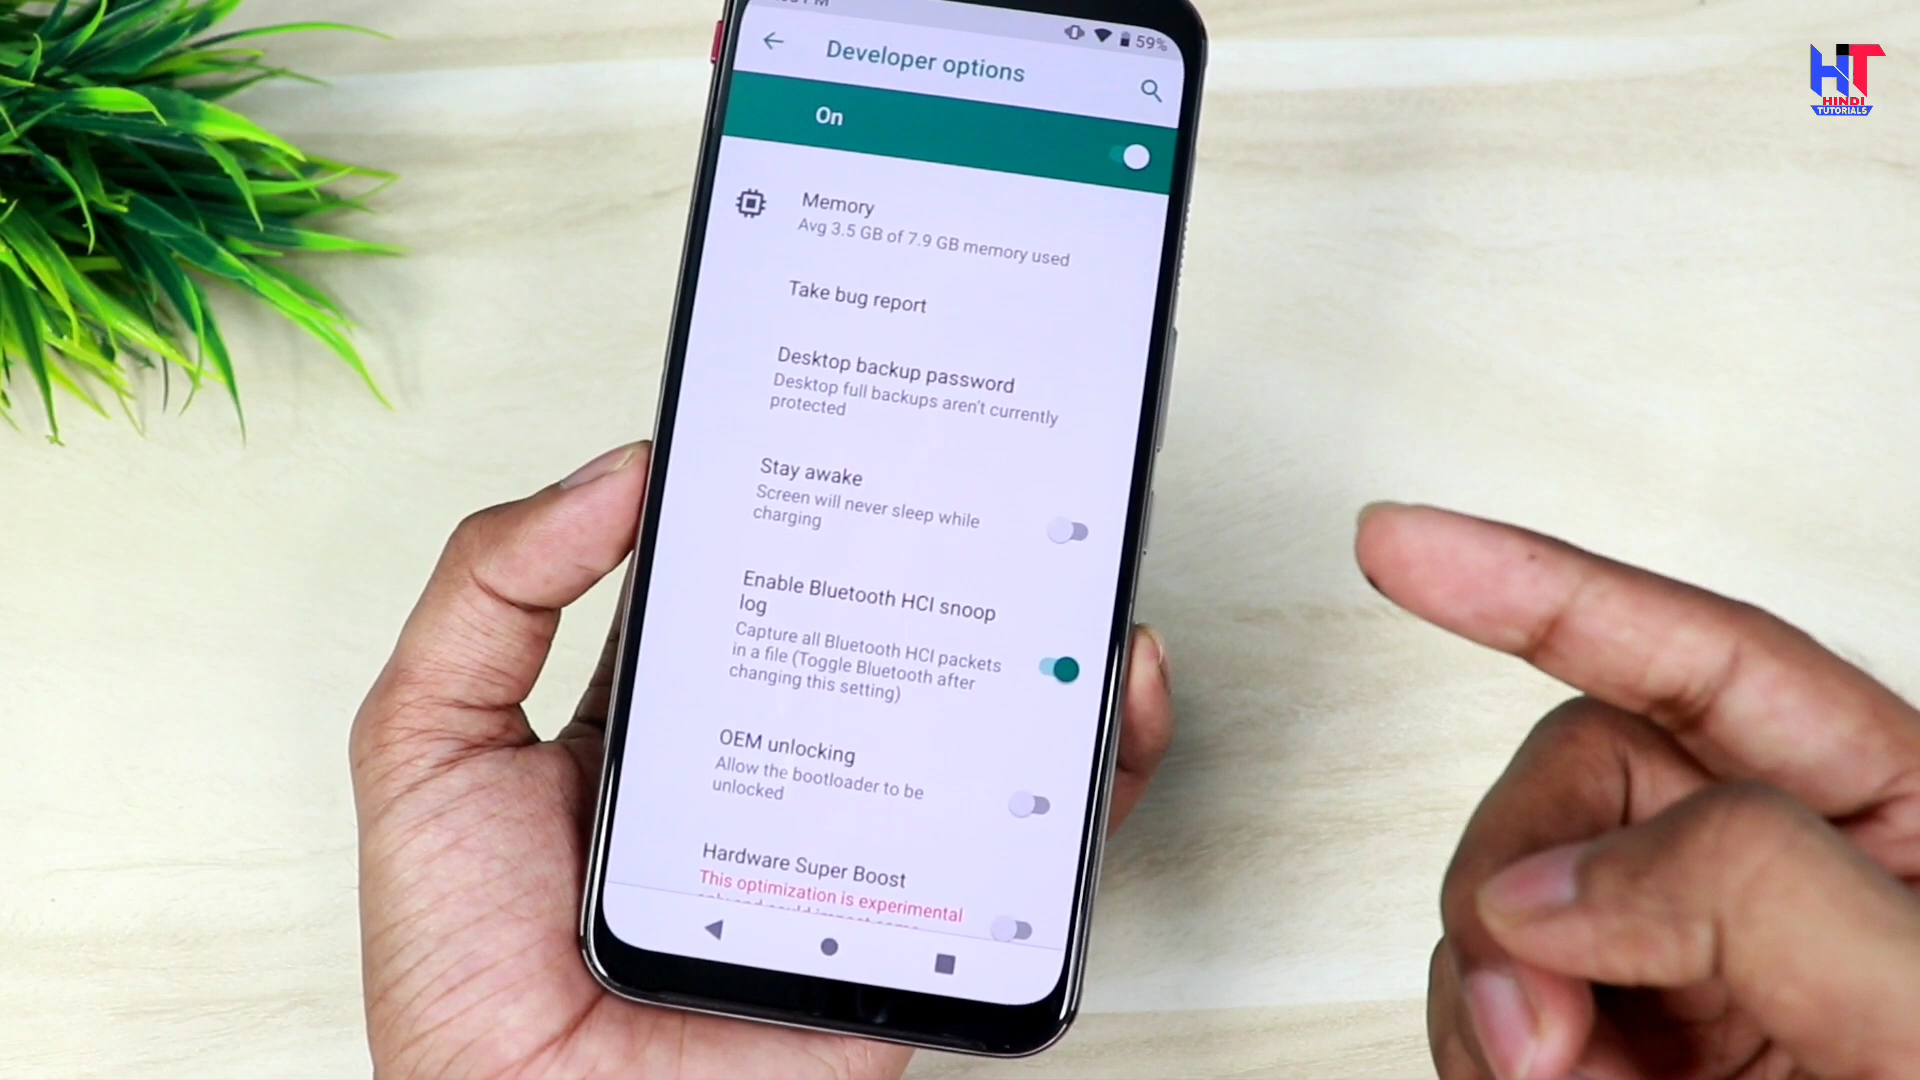 59%
Developer options
On
Memory
Avg 3.5 GB of 7.9 GB memory used
Take bug report
Desktop backup password
Desktop full backups aren't currently
protected
Stay awake
Screen will never sleep while
charging
Enable Bluetooth HCI snoop
log
Capture all Bluetooth HCI packets
in a file (Toggle Bluetooth after
changing this setting)
OEM unlocking
Allow the bootloader to be
unlocked
Hardware Super Boost
This optimization is experimental
HT
HINDI
TUTORIALS